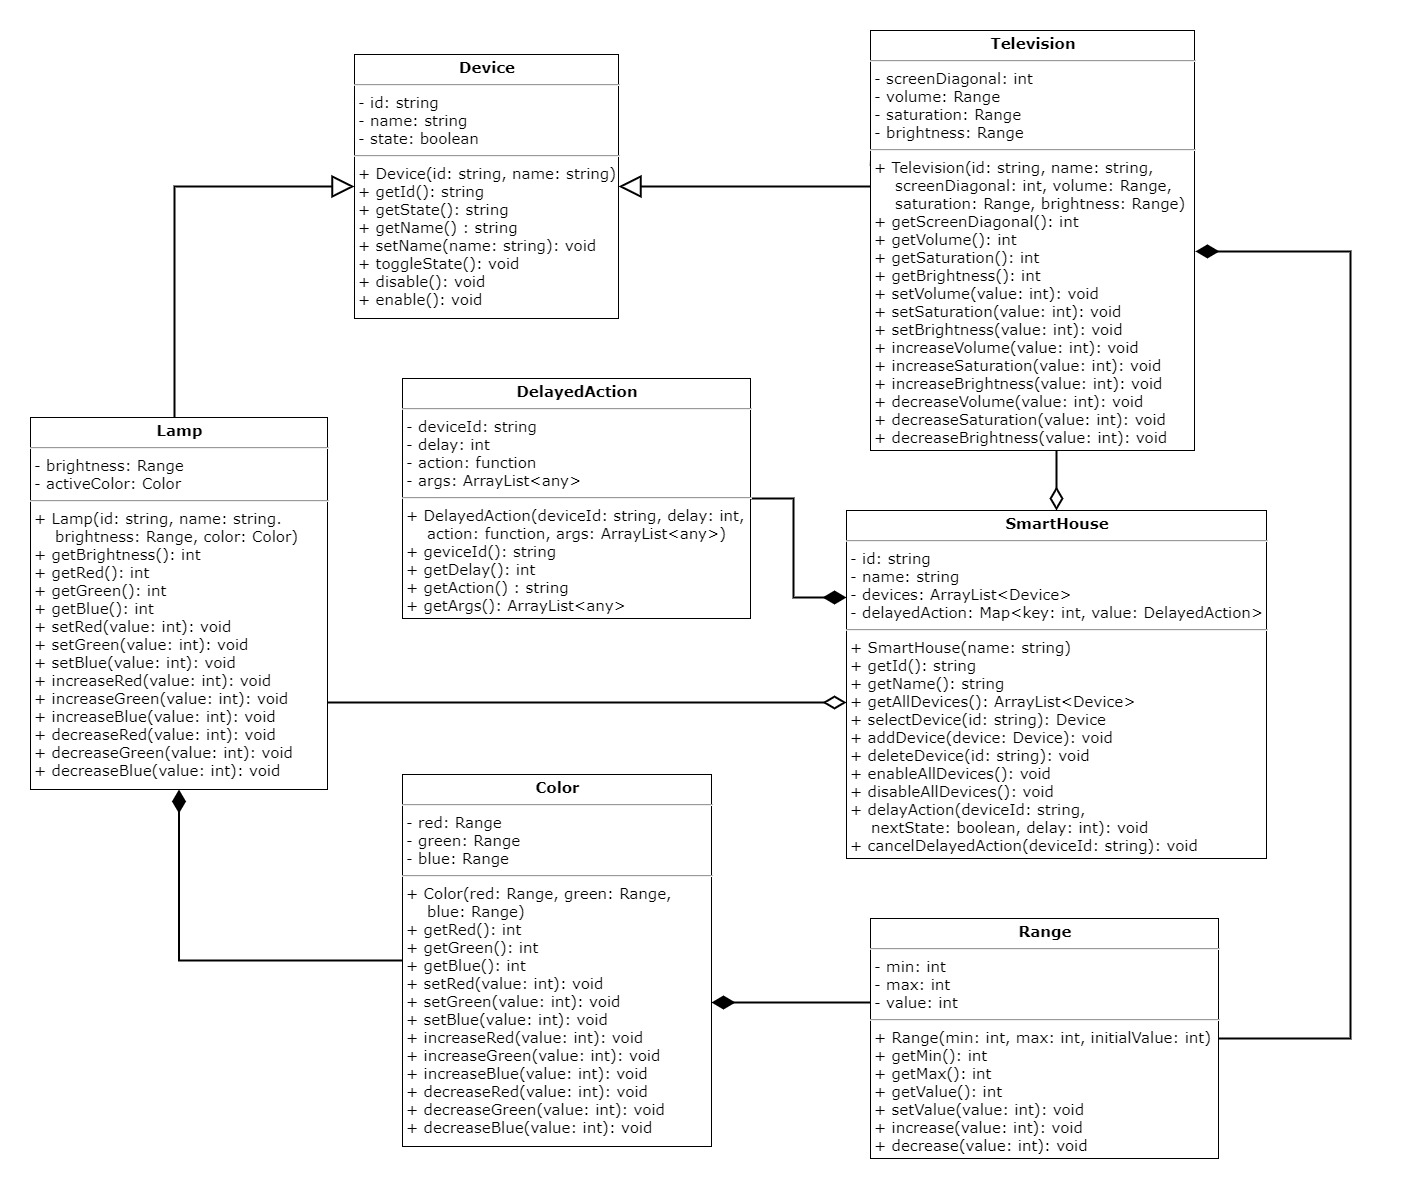 Device
- id: string
- name: string
- state: boolean
+ Device(id: string, name: string)
+ getId(): string
+ getState(): string
+ getName() : string
+ setName(name: string): void
+ toggleState(): void
+ disable(): void
+ enable(): void
Television
- screenDiagonal: int
- volume: Range
- saturation: Range
- brightness: Range
+ Television(id: string, name: string,
screenDiagonal: int, volume: Range,
saturation: Range, brightness: Range)
+ getScreenDiagonal(): int
+ getVolume(): int
+ getSaturation(): int
+ getBrightness(): int
+ setVolume(value: int): void
+ setSaturation(value: int): void
+ setBrightness(value: int): void
+ increaseVolume(value: int): void
+ increaseSaturation(value: int): void
+ increaseBrightness(value: int): void
+ decreaseVolume(value: int): void
+ decreaseSaturation(value: int): void
+ decreaseBrightness(value: int): void
DelayedAction
- deviceId: string
- delay: int
- action: function
- args: ArrayList<any>
+ DelayedAction(deviceId: string, delay: int,
action: function, args: ArrayList<any>)
+ geviceId(): string
+ getDelay(): int
+ getAction() : string
+ getArgs(): ArrayList<any>
Lamp
- brightness: Range
- activeColor: Color
+ Lamp(id: string, name: string.
brightness: Range, color: Color)
+ getBrightness(): int
+ getRed(): int
+ getGreen(): int
+ getBlue(): int
+ setRed(value: int): void
+ setGreen(value: int): void
+ setBlue(value: int): void
+ increaseRed(value: int): void
+ increaseGreen(value: int): void
+ increaseBlue(value: int): void
+ decreaseRed(value: int): void
+ decreaseGreen(value: int): void
+ decreaseBlue(value: int): void
SmartHouse
- id: string
- name: string
- devices: ArrayList<Device>
- delayedAction: Map<key: int, value: DelayedAction>
+ SmartHouse(name: string)
+ getId(): string
+ getName(): string
+ getAllDevices(): ArrayList<Device>
+ selectDevice(id: string): Device
+ addDevice(device: Device): void
+ deleteDevice(id: string): void
+ enableAllDevices(): void
+ disableAllDevices(): void
+ delayAction(deviceId: string,
nextState: boolean, delay: int): void
+ cancelDelayedAction(deviceId: string): void
Color
- red: Range
- green: Range
- blue: Range
+ Color(red: Range, green: Range,
blue: Range)
+ getRed(): int
+ getGreen(): int
+ getBlue(): int
+ setRed(value: int): void
+ setGreen(value: int): void
+ setBlue(value: int): void
+ increaseRed(value: int): void
+ increaseGreen(value: int): void
+ increaseBlue(value: int): void
+ decreaseRed(value: int): void
+ decreaseGreen(value: int): void
+ decreaseBlue(value: int): void
Range
- min: int
- max: int
- value: int
+ Range(min: int, max: int, initialValue: int)
+ getMin(): int
+ getMax(): int
+ getValue(): int
+ setValue(value: int): void
+ increase(value: int): void
+ decrease(value: int): void